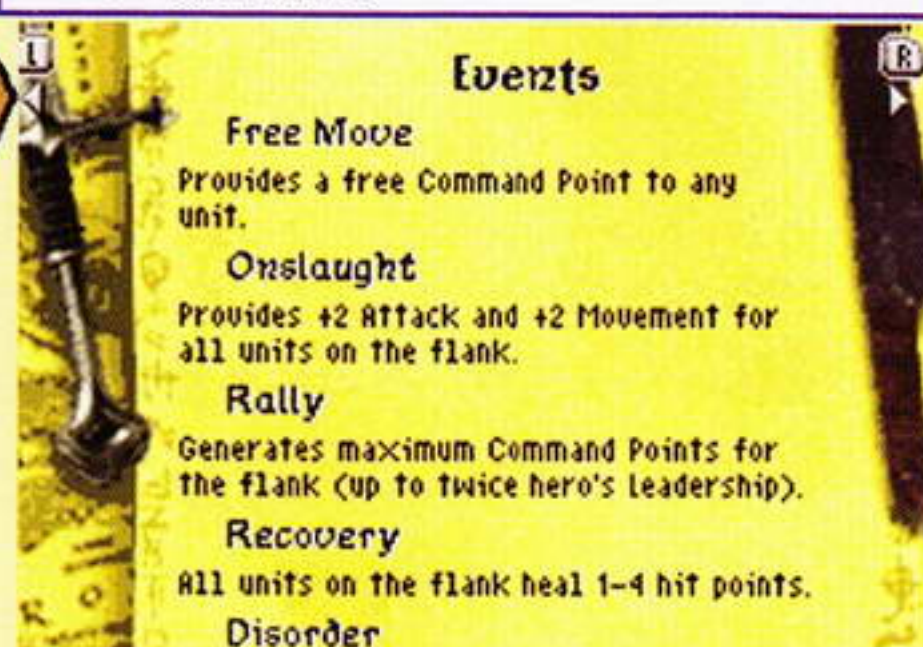 L
R
Events
Free Move
Provides a free Command Point to any
unit.
Onslaught
Provides +2 Attack and +2 Movement for
all units on the flank.
Rally
Generates maximum Command Points for
the flank (up to twice hero's leadership).
Recovery
All units on the flank heal 1-4 hit points.
Disorder